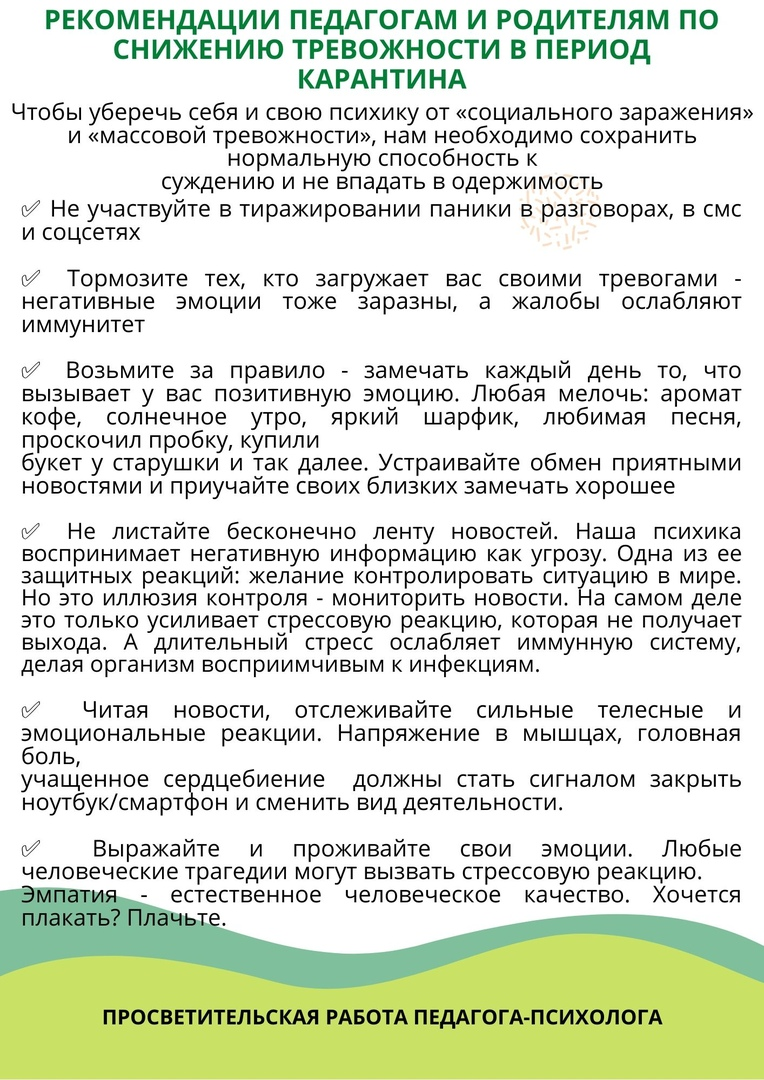 РЕКОМЕНДАЦИИ ПЕДАГОГАМ И РОДИТЕЛЯМ ПО
СНИЖЕНИЮ ТРЕВОЖНОСТИ В ПЕРИОД
КАРАНТИНА
Чтобы уберечь себя и свою психику от «социального заражения»
и «массовой тревожности», нам необходимо сохранить
нормальную способность к
суждению и не впадать в одержимость
✅ Не участвуйте в тиражировании паники в разговорах, в смс
и соцсетях
✅ Тормозите тех, кто загружает вас своими тревогами -
негативные эмоции тоже заразны, а жалобы ослабляют
иммунитет
✅ Возьмите за правило - замечать каждый день то, что
вызывает у вас позитивную эмоцию. Любая мелочь: аромат
кофе, солнечное утро, яркий шарфик, любимая песня,
проскочил пробку, купили
букет у старушки и так далее. Устраивайте обмен приятными
новостями и приучайте своих близких замечать хорошее
✅ Не листайте бесконечно ленту новостей. Наша психика
воспринимает негативную информацию как угрозу. Одна из ее
защитных реакций: желание контролировать ситуацию в мире.
Но это иллюзия контроля - мониторить новости. На самом деле
это только усиливает стрессовую реакцию, которая не получает
выхода. А длительный стресс ослабляет иммунную систему,
делая организм восприимчивым к инфекциям.
✅ Читая новости, отслеживайте сильные телесные и
эмоциональные реакции. Напряжение в мышцах, головная
боль,
учащенное сердцебиение должны стать сигналом закрыть
ноутбук/смартфон и сменить вид деятельности.
✅ Выражайте и проживайте свои эмоции. Любые
человеческие трагедии могут вызвать стрессовую реакцию.
Эмпатия - естественное человеческое качество. Хочется
плакать? Плачьте.
ПРОСВЕТИТЕЛЬСКАЯ РАБОТА ПЕДАГОГА-ПСИХОЛОГА